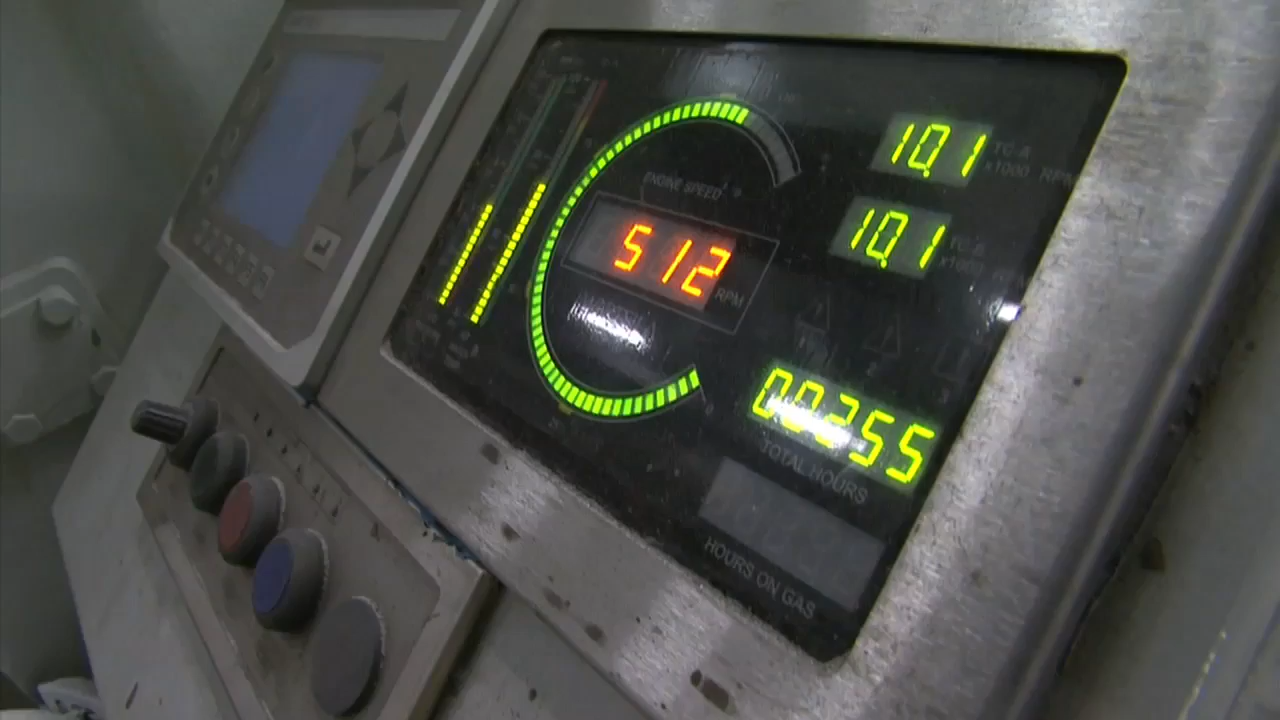 ENGINE SPEED
512
RPM
10.1
TC-A
x1000 RPM
10.1
TC-B
x1000
00255
TOTAL HOURS
HOURS ON GAS